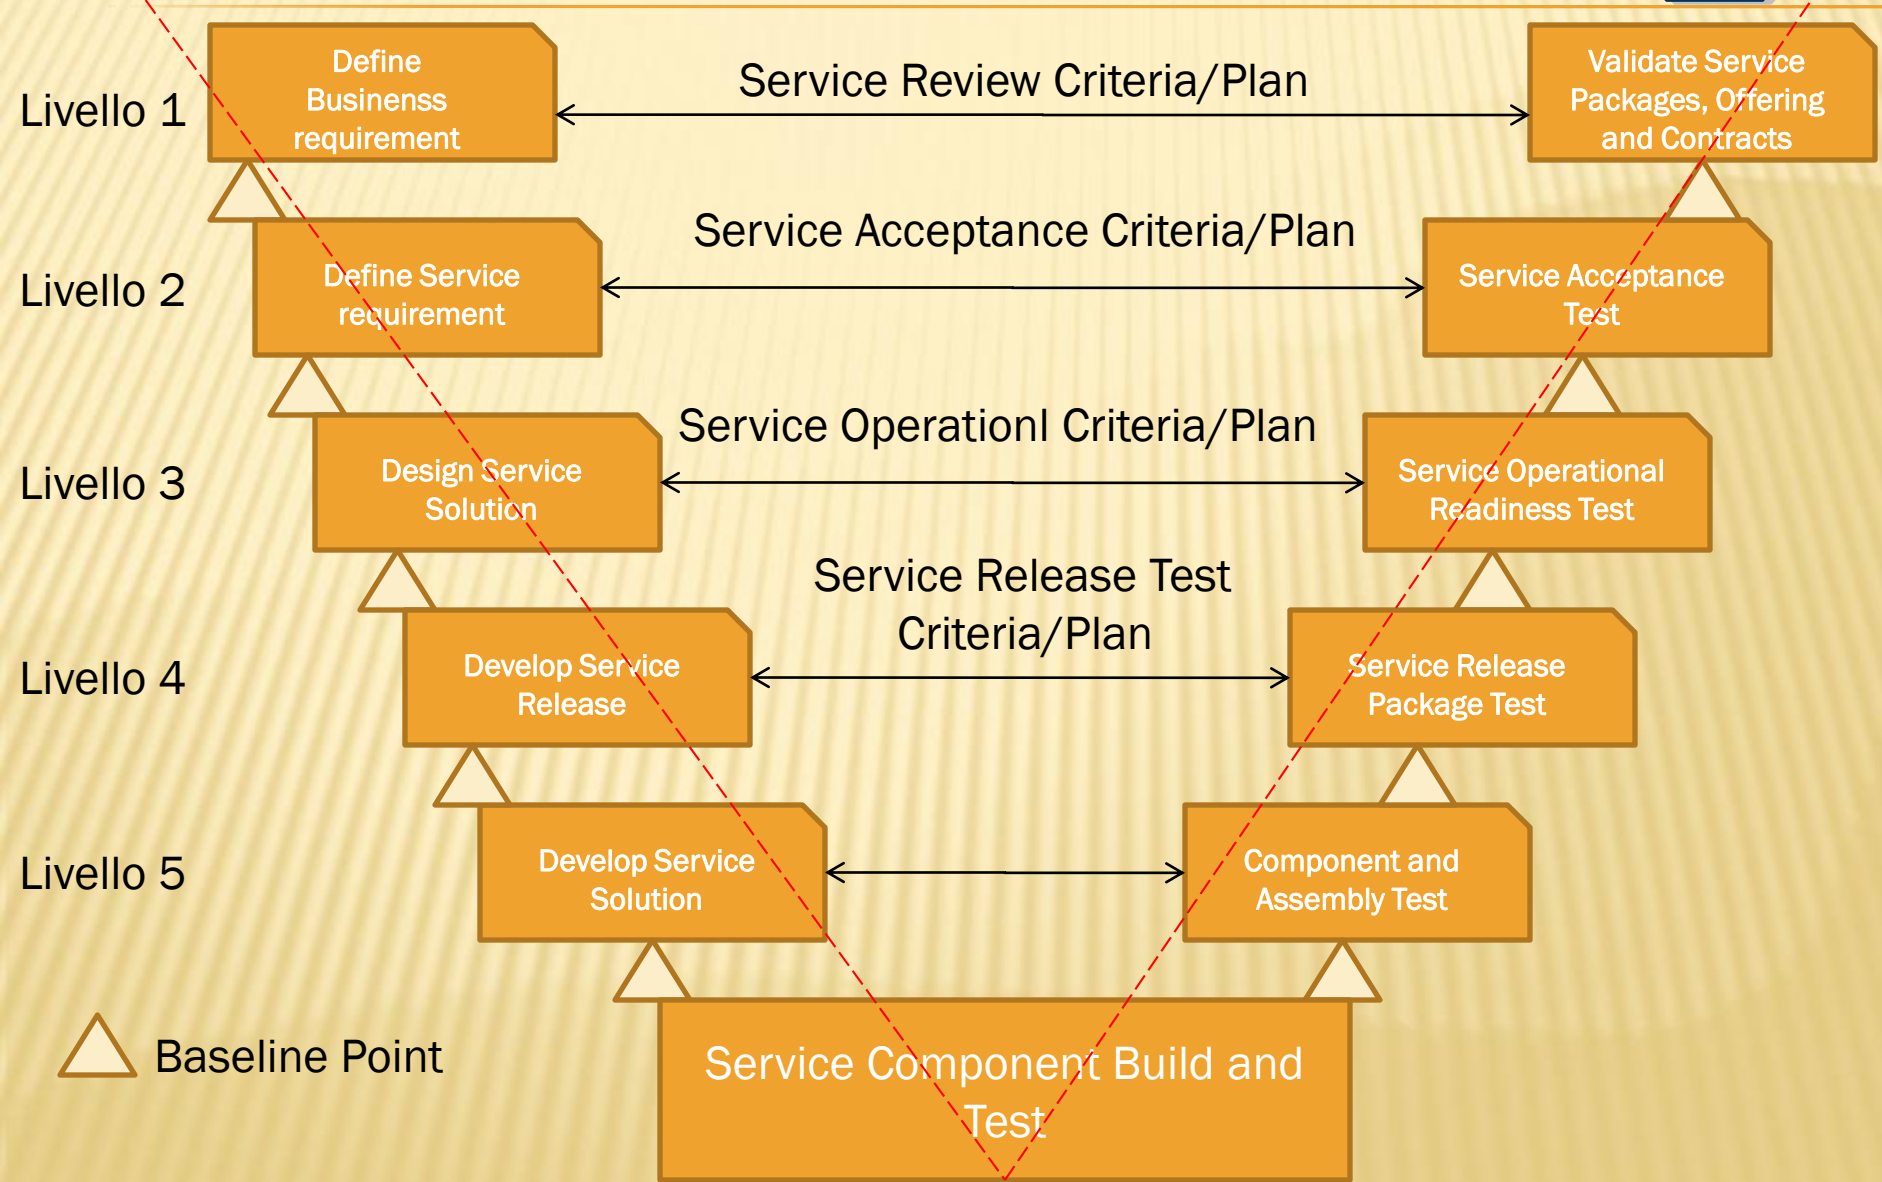 Livello 1
Define
Businenss
requirement
Service Review Criteria/Plan
Validate Service
Packages, Offering
and Contracts
Livello 2
Define Service
requirement
Service Acceptance Criteria/Plan
Service Acceptance
Test
Livello 3
Design Service
Solution
Service Operationl Criteria/Plan
Service Operational
Readiness Test
Livello 4
Develop Service
Release
Service Release Test
Criteria/Plan
Service Release
Package Test
Livello 5
Develop Service
Solution
Component and
Assembly Test
Baseline Point
Service Component Build and
Test